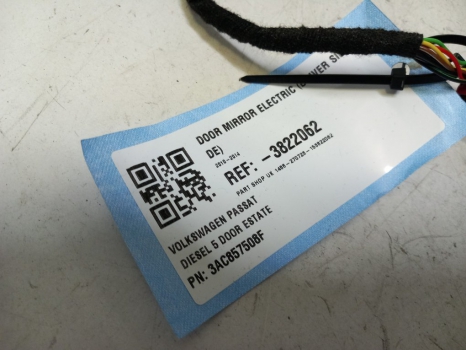 DOOR MIRROR ELECTRIC (DRIVER SI
DE)
2010-2014
REF: -3822062
PART SHOP UK
VOLKSWAGEN PASSAT
DIESEL 5 DOOR ESTATE
PN: 3AC857508F